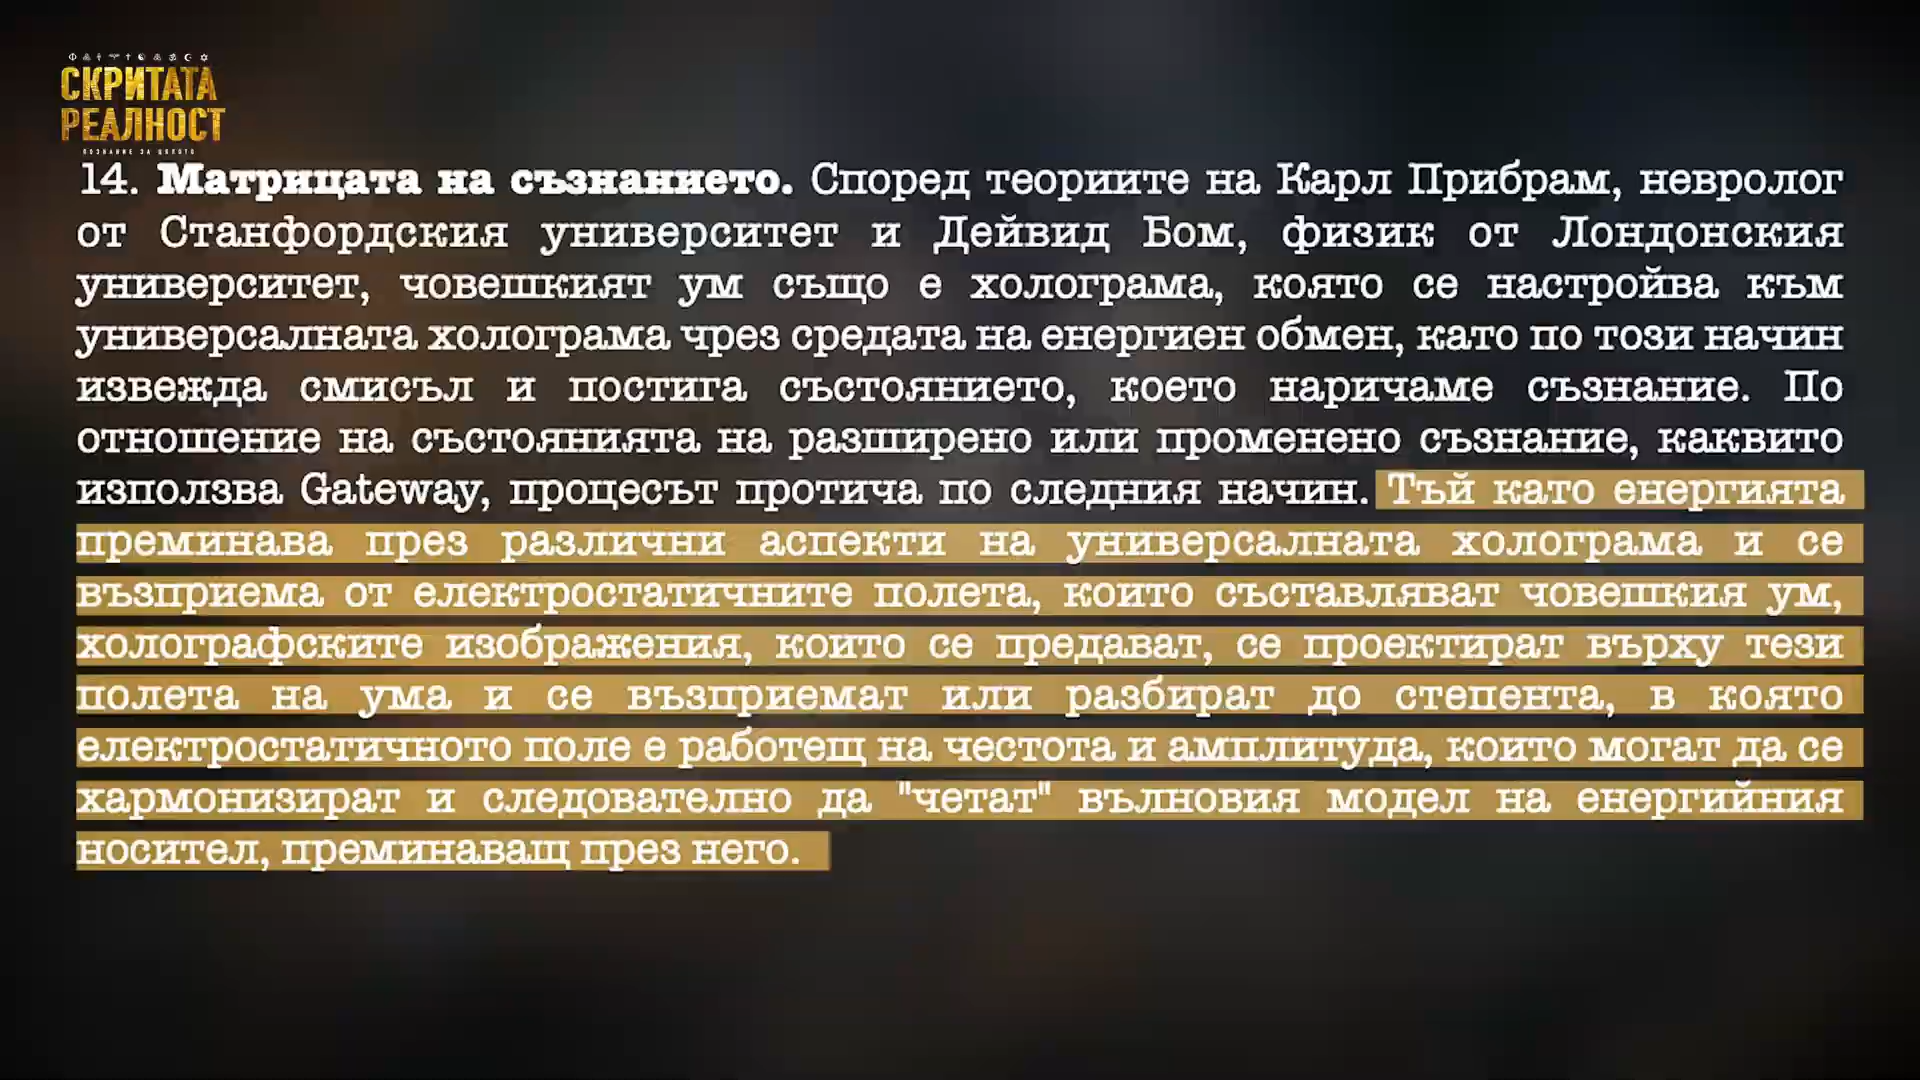 СКРИТАТА
РЕАЛНОСТ
ПОЗНАНИЕ ЗА ЦЯЛОТО
14. Матрицата на съзнанието. Според теориите на Карл Прибрам, невролог
от Станфордския университет и Дейвид Бом, физик от Лондонския
университет, човешкият ум също е холограма, която се настройва към
универсалната холограма чрез средата на енергиен обмен, като по този начин
извежда смисъл и постига състоянието, което наричаме съзнание. По
отношение на състоянията на разширено или променено съзнание, каквито
използва Gateway, процесът протича по следния начин. Тъй като енергията
преминава през различни аспекти на универсалната холограма и се
възприема от електростатичните полета, които съставляват човешкия ум,
холографските изображения, които се предават, се проектират върху тези
полета на ума и се възприемат или разбират до степента, в която
електростатичното поле е работещ на честота и амплитуда, които могат да се
хармонизират и следователно да "четат" вълновия модел на енергийния
носител, преминаващ през него.